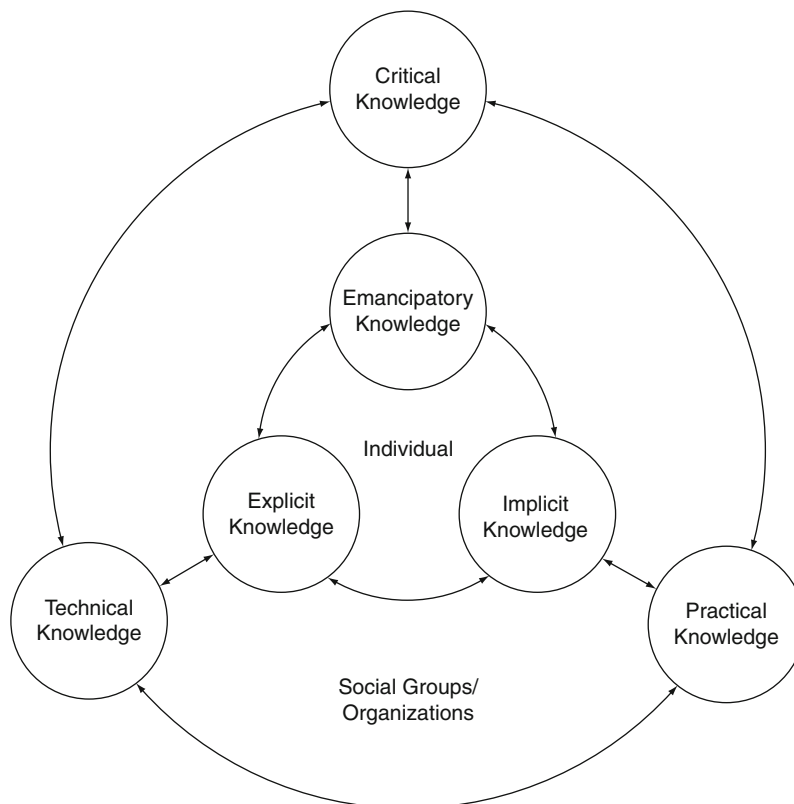 Critical
Knowledge
Emancipatory
Knowledge
Individual
Explicit
Knowledge
Implicit
Knowledge
Technical
Knowledge
Practical
Knowledge
Social Groups/
Organizations